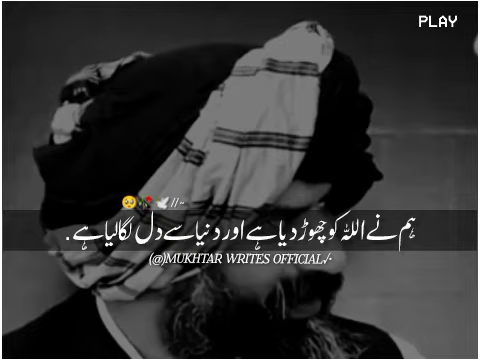 PLAY
🥺🥀🕊️//~
ہم نے اللہ کو چھوڑ دیا ہے اور دنیا سے دل لگا لیا ہے .
(@)MUKHTAR WRITES OFFICIAL✓·